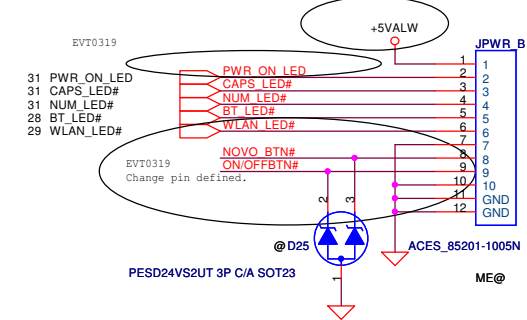 +5VALW
EVT0319
JPWR_B
1 1
PWR_ON_LED 2 2
31 PWR_ON_LED
CAPS_LED# 3 3
31 CAPS_LED#
NUM_LED# 4 4
31 NUM_LED#
BT_LED# 5 5
28 BT_LED#
WLAN_LED# 6 6
29 WLAN_LED#
7 7
NOVO_BTN# 8 8
EVT0319
ON/OFFBTN# 9 9
Change pin defined.
10 10
11 GND
12 GND
2 3
@ D25
ACES_85201-1005N
PESD24VS2UT 3P C/A SOT23
1
ME@